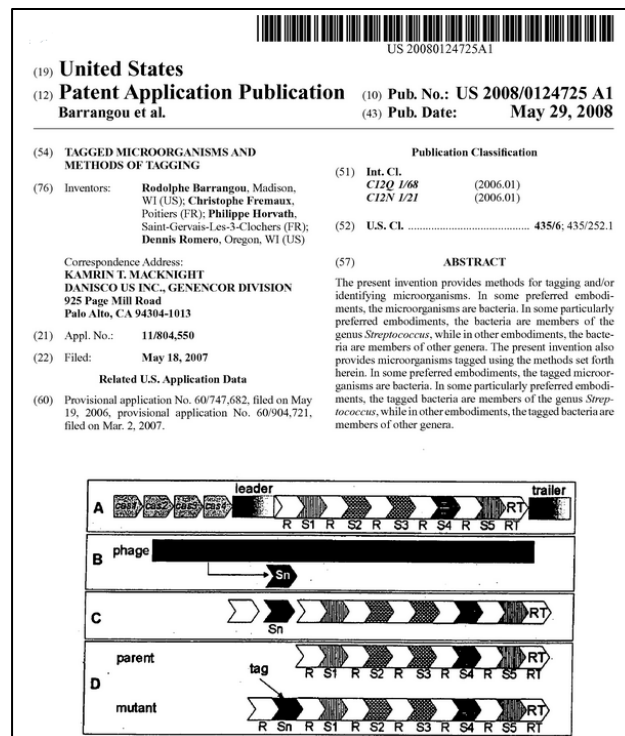 US 20080124725A1
(19) United States
(12) Patent Application Publication
Barrangou et al.
(10) Pub. No.: US 2008/0124725 A1
(43) Pub. Date: May 29, 2008
(54) TAGGED MICROORGANISMS AND
METHODS OF TAGGING
(76) Inventors: Rodolphe Barrangou, Madison,
WI (US); Christophe Fremaux,
Poitiers (FR); Philippe Horvath,
Saint-Gervais-Les-3-Clochers (FR);
Dennis Romero, Oregon, WI (US)
Correspondence Address:
KAMRIN T. MACKNIGHT
DANISCO US INC., GENENCOR DIVISION
925 Page Mill Road
Palo Alto, CA 94304-1013
(21) Appl. No.: 11/804,550
(22) Filed: May 18, 2007
Related U.S. Application Data
(60) Provisional application No. 60/747,682, filed on May
19, 2006, provisional application No. 60/904,721,
filed on Mar. 2, 2007.
Publication Classification
(51) Int. Cl.
C12Q 1/68 (2006.01)
C12N 1/21 (2006.01)
(52) U.S. Cl. ........................................ 435/6; 435/252.1
(57) ABSTRACT
The present invention provides methods for tagging and/or
identifying microorganisms. In some preferred embodi-
ments, the microorganisms are bacteria. In some particularly
preferred embodiments, the bacteria are members of the
genus Streptococcus, while in other embodiments, the bacte-
ria are members of other genera. The present invention also
provides microorganisms tagged using the methods set forth
herein. In some preferred embodiments, the tagged microor-
ganisms are bacteria. In some particularly preferred embodi-
ments, the tagged bacteria are members of the genus Strep-
tococcus, while in other embodiments, the tagged bacteria are
members of other genera.
leader trailer
A cas1 cas2 cas3 cas4 RT
R S1 R S2 R S3 R S4 R S5 RT
B phage
Sn
C RT
Sn
D parent RT
R S1 R S2 R S3 R S4 R S5 RT
tag
mutant RT
R Sn R S1 R S2 R S3 R S4 R S5 RT